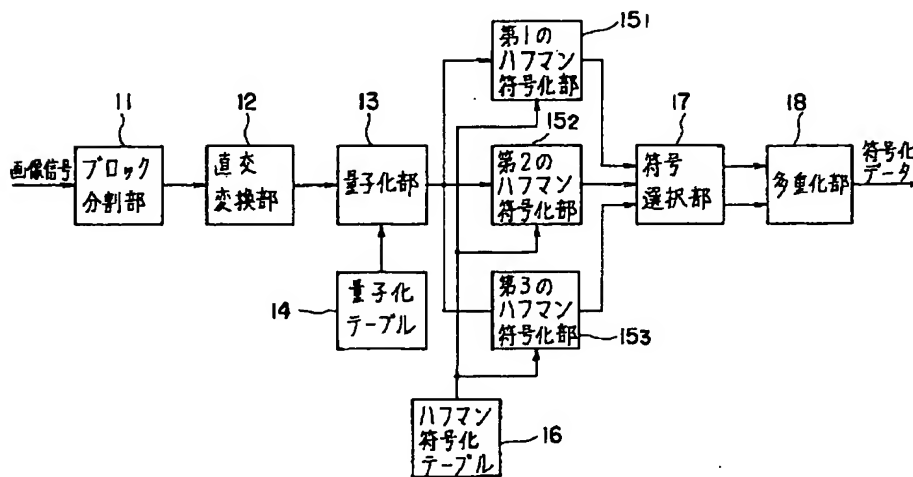 画像信号
11
ブロック
分割部
12
直交
変換部
13
量子化部
14
量子化
テーブル
151
第1の
ハフマン
符号化部
152
第2の
ハフマン
符号化部
第3の
ハフマン
符号化部
153
ハフマン
符号化
テーブル
16
17
符号
選択部
18
多重化部
符号化
データ